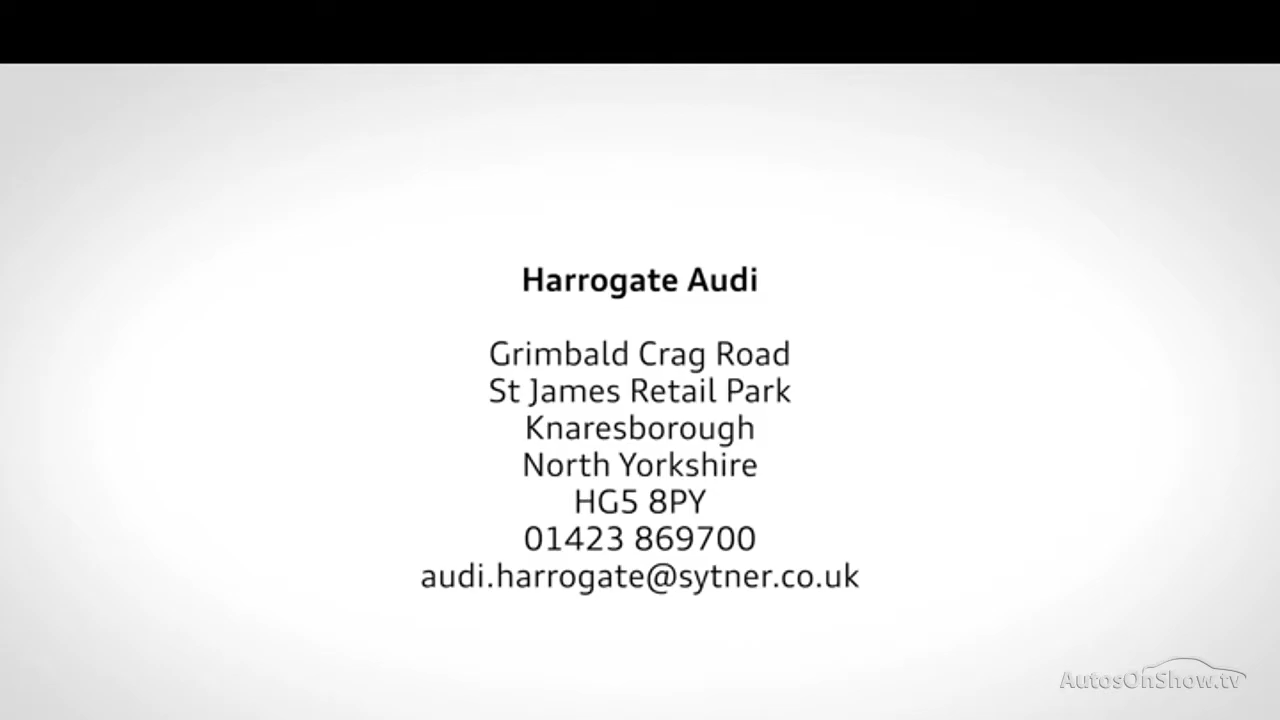 Harrogate Audi
Grimbald Crag Road
St James Retail Park
Knaresborough
North Yorkshire
HG5 8PY
01423 869700
audi.harrogate@sytner.co.uk
AutosOnShow.tv